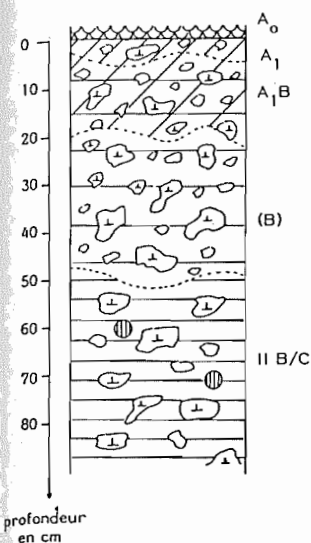 A₀
0
A₁
10
A₁B
20
30
(B)
40
50
60
II B/C
70
80
profondeur
en cm